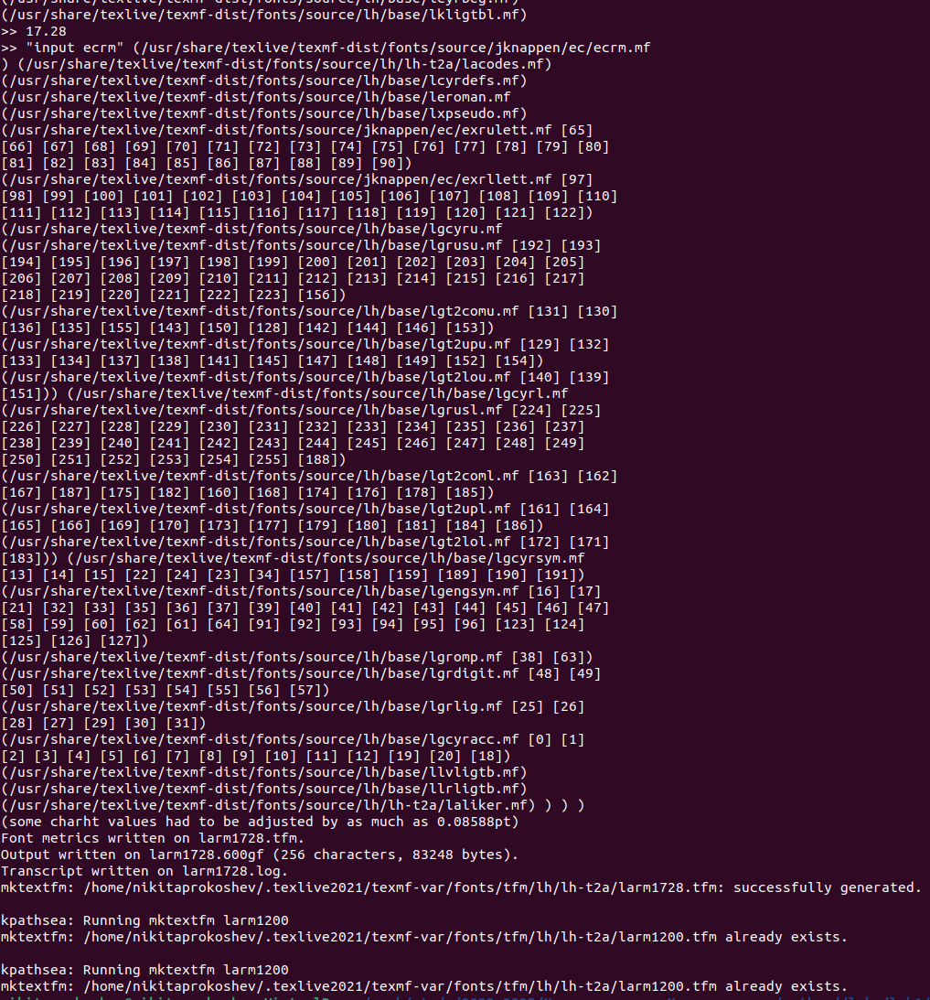 (/usr/share/texlive/texmf-dist/fonts/source/lh/base/lcyrbeg.mf)
(/usr/share/texlive/texmf-dist/fonts/source/lh/base/lkligtbl.mf)
>> 17.28
>> "input ecrm" (/usr/share/texlive/texmf-dist/fonts/source/jknappen/ec/ecrm.mf
) (/usr/share/texlive/texmf-dist/fonts/source/lh/lh-t2a/lacodes.mf)
(/usr/share/texlive/texmf-dist/fonts/source/lh/base/lcyrdefs.mf)
(/usr/share/texlive/texmf-dist/fonts/source/lh/base/leroman.mf
(/usr/share/texlive/texmf-dist/fonts/source/lh/base/lxpseudo.mf)
(/usr/share/texlive/texmf-dist/fonts/source/jknappen/ec/exrulett.mf [65]
[66] [67] [68] [69] [70] [71] [72] [73] [74] [75] [76] [77] [78] [79] [80]
[81] [82] [83] [84] [85] [86] [87] [88] [89] [90])
(/usr/share/texlive/texmf-dist/fonts/source/jknappen/ec/exrllett.mf [97]
[98] [99] [100] [101] [102] [103] [104] [105] [106] [107] [108] [109] [110]
[111] [112] [113] [114] [115] [116] [117] [118] [119] [120] [121] [122])
(/usr/share/texlive/texmf-dist/fonts/source/lh/base/lgcyru.mf
(/usr/share/texlive/texmf-dist/fonts/source/lh/base/lgrusu.mf [192] [193]
[194] [195] [196] [197] [198] [199] [200] [201] [202] [203] [204] [205]
[206] [207] [208] [209] [210] [211] [212] [213] [214] [215] [216] [217]
[218] [219] [220] [221] [222] [223] [156])
(/usr/share/texlive/texmf-dist/fonts/source/lh/base/lgt2comu.mf [131] [130]
[136] [135] [155] [143] [150] [128] [142] [144] [146] [153])
(/usr/share/texlive/texmf-dist/fonts/source/lh/base/lgt2upu.mf [129] [132]
[133] [134] [137] [138] [141] [145] [147] [148] [149] [152] [154])
(/usr/share/texlive/texmf-dist/fonts/source/lh/base/lgt2lou.mf [140] [139]
[151])) (/usr/share/texlive/texmf-dist/fonts/source/lh/base/lgcyrl.mf
(/usr/share/texlive/texmf-dist/fonts/source/lh/base/lgrusl.mf [224] [225]
[226] [227] [228] [229] [230] [231] [232] [233] [234] [235] [236] [237]
[238] [239] [240] [241] [242] [243] [244] [245] [246] [247] [248] [249]
[250] [251] [252] [253] [254] [255] [188])
(/usr/share/texlive/texmf-dist/fonts/source/lh/base/lgt2coml.mf [163] [162]
[167] [187] [175] [182] [160] [168] [174] [176] [178] [185])
(/usr/share/texlive/texmf-dist/fonts/source/lh/base/lgt2upl.mf [161] [164]
[165] [166] [169] [170] [173] [177] [179] [180] [181] [184] [186])
(/usr/share/texlive/texmf-dist/fonts/source/lh/base/lgt2lol.mf [172] [171]
[183])) (/usr/share/texlive/texmf-dist/fonts/source/lh/base/lgcyrsym.mf
[13] [14] [15] [22] [24] [23] [34] [157] [158] [159] [189] [190] [191])
(/usr/share/texlive/texmf-dist/fonts/source/lh/base/lgengsym.mf [16] [17]
[21] [32] [33] [35] [36] [37] [39] [40] [41] [42] [43] [44] [45] [46] [47]
[58] [59] [60] [62] [61] [64] [91] [92] [93] [94] [95] [96] [123] [124]
[125] [126] [127])
(/usr/share/texlive/texmf-dist/fonts/source/lh/base/lgromp.mf [38] [63])
(/usr/share/texlive/texmf-dist/fonts/source/lh/base/lgrdigit.mf [48] [49]
[50] [51] [52] [53] [54] [55] [56] [57])
(/usr/share/texlive/texmf-dist/fonts/source/lh/base/lgrlig.mf [25] [26]
[28] [27] [29] [30] [31])
(/usr/share/texlive/texmf-dist/fonts/source/lh/base/lgcyracc.mf [0] [1]
[2] [3] [4] [5] [6] [7] [8] [9] [10] [11] [12] [19] [20] [18])
(/usr/share/texlive/texmf-dist/fonts/source/lh/base/llvligtb.mf)
(/usr/share/texlive/texmf-dist/fonts/source/lh/base/llrligtb.mf)
(/usr/share/texlive/texmf-dist/fonts/source/lh/lh-t2a/laliker.mf) ) ) )
(some charht values had to be adjusted by as much as 0.08588pt)
Font metrics written on larm1728.tfm.
Output written on larm1728.600gf (256 characters, 83248 bytes).
Transcript written on larm1728.log.
mktextfm: /home/nikitaprokoshev/.texlive2021/texmf-var/fonts/tfm/lh/lh-t2a/larm1728.tfm: successfully generated.
kpathsea: Running mktextfm larm1200
mktextfm: /home/nikitaprokoshev/.texlive2021/texmf-var/fonts/tfm/lh/lh-t2a/larm1200.tfm already exists.
kpathsea: Running mktextfm larm1200
mktextfm: /home/nikitaprokoshev/.texlive2021/texmf-var/fonts/tfm/lh/lh-t2a/larm1200.tfm already exists.